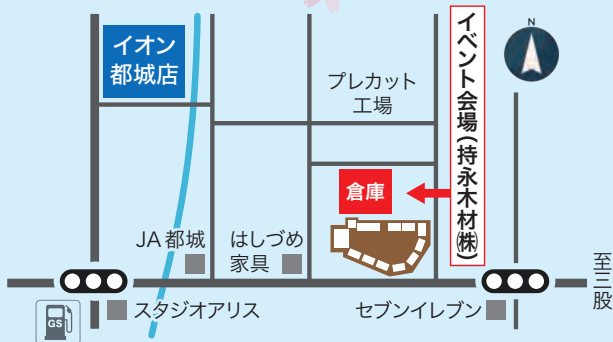 イオン
都城店
プレカット
工場
イベント会場(持永木材㈱)
N
倉庫
JA都城
はしづめ
家具
至三股
GS
スタジオアリス
セブンイレブン